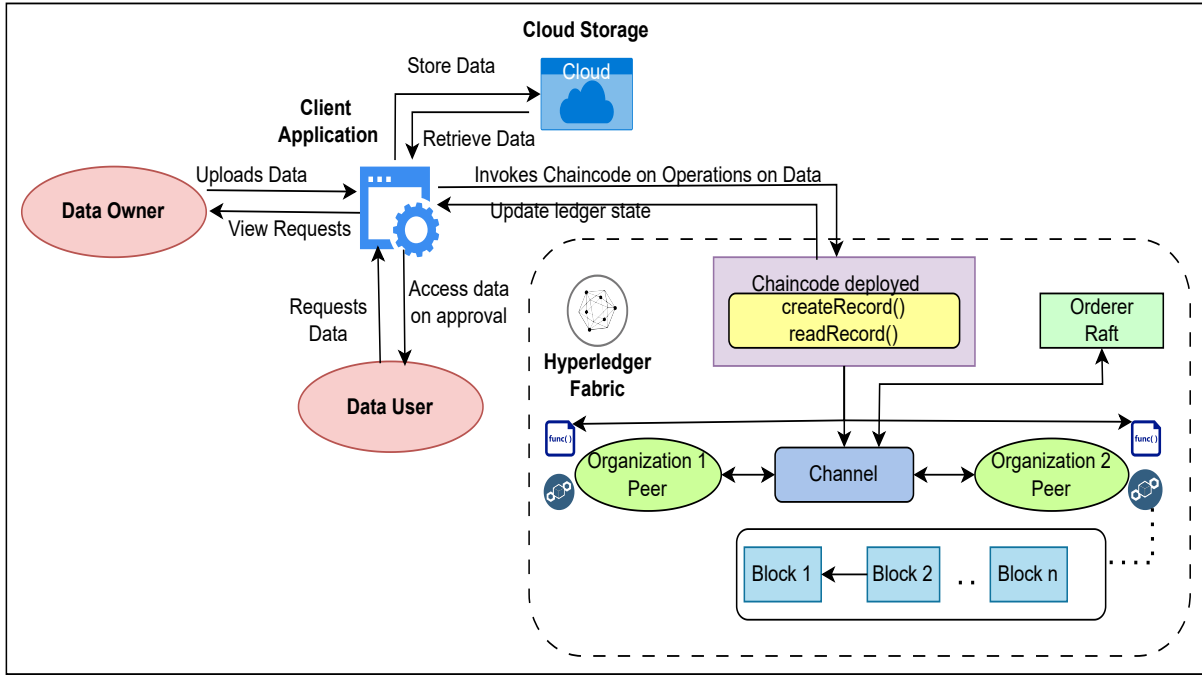 Cloud Storage
Store Data
Cloud
Client
Application
Retrieve Data
Uploads Data
Invokes Chaincode on Operations on Data
Data Owner
Update ledger state
View Requests
Requests
Data
Access data
on approval
Data User
Chaincode deployed
createRecord()
readRecord()
Orderer
Raft
Hyperledger
Fabric
func( )
func( )
Organization 1
Peer
Channel
Organization 2
Peer
Block 1
Block 2
. .
Block n